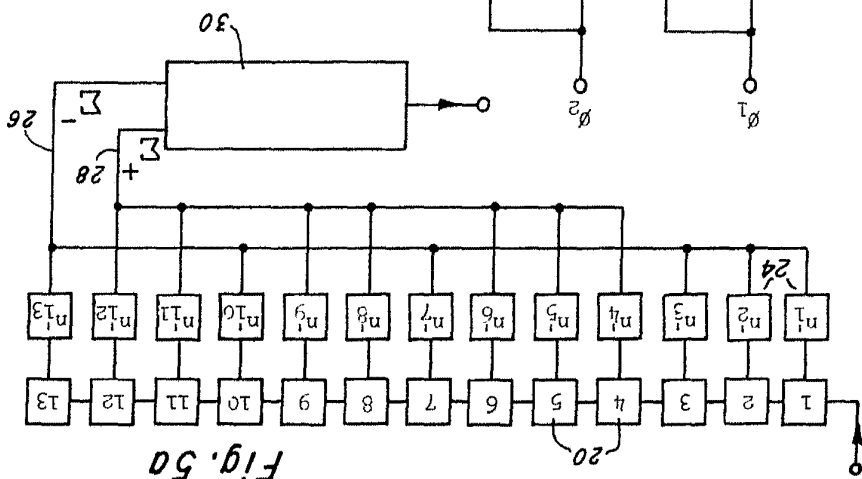 Fig. 5a
20
1 2 3 4 5 6 7 8 9 10 11 12 13
n'1 n'2 n'3 n'4 n'5 n'6 n'7 n'8 n'9 n'10 n'11 n'12 n'13
24
+ 28
Σ
Σ − 26
ø1 ø2
30